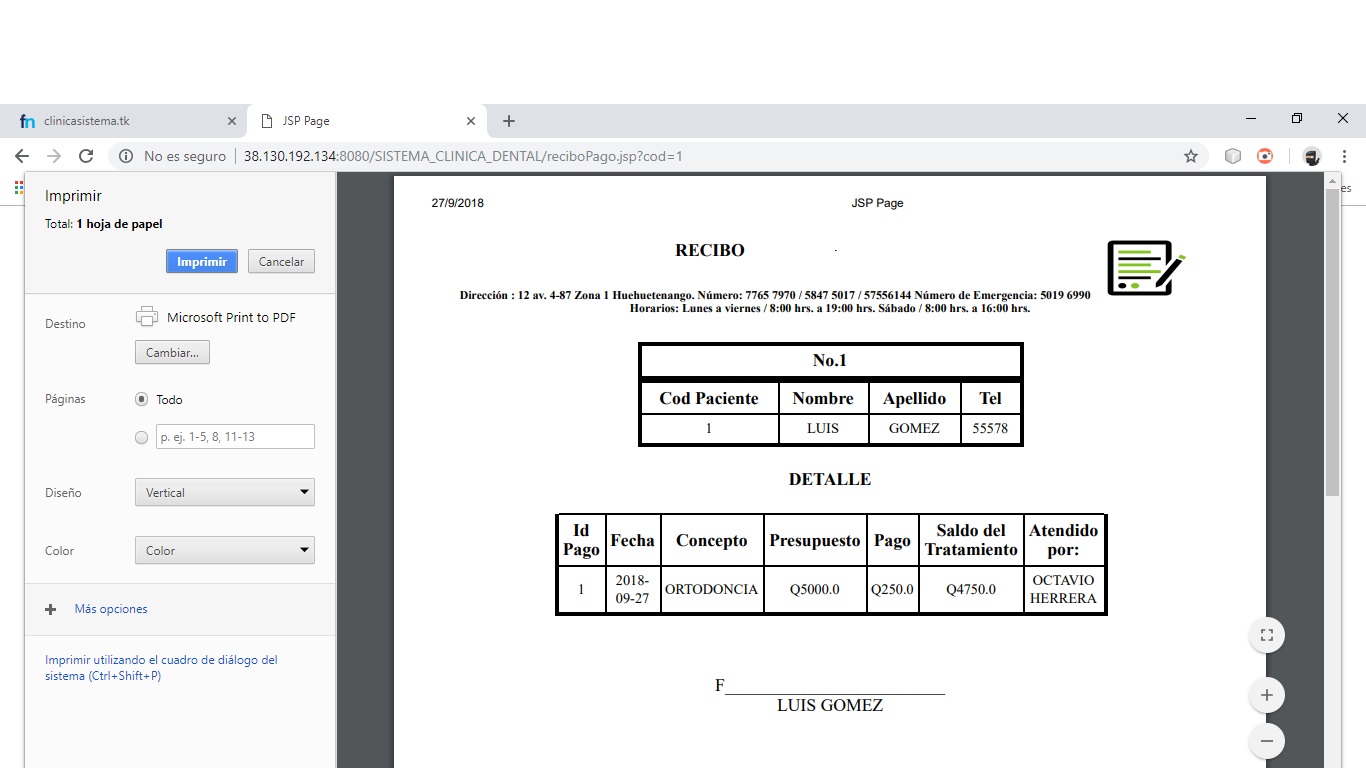 clinicasistema.tk
JSP Page
No es seguro
38.130.192.134:8080/SISTEMA_CLINICA_DENTAL/reciboPago.jsp?cod=1
es
Imprimir
Total: 1 hoja de papel
Imprimir
Cancelar
Destino
Microsoft Print to PDF
Cambiar...
Páginas
Todo
p. ej. 1-5, 8, 11-13
Diseño
Vertical
Color
Color
Más opciones
Imprimir utilizando el cuadro de diálogo del
sistema (Ctrl+Shift+P)
27/9/2018
JSP Page
RECIBO
Dirección : 12 av. 4-87 Zona 1 Huehuetenango. Número: 7765 7970 / 5847 5017 / 57556144 Número de Emergencia: 5019 6990
Horarios: Lunes a viernes / 8:00 hrs. a 19:00 hrs. Sábado / 8:00 hrs. a 16:00 hrs.
No.1
Cod Paciente Nombre Apellido Tel
1 LUIS GOMEZ 55578
DETALLE
Id Pago Fecha Concepto Presupuesto Pago Saldo del Tratamiento Atendido por:
1 2018-09-27 ORTODONCIA Q5000.0 Q250.0 Q4750.0 OCTAVIO HERRERA
F_________________________
LUIS GOMEZ